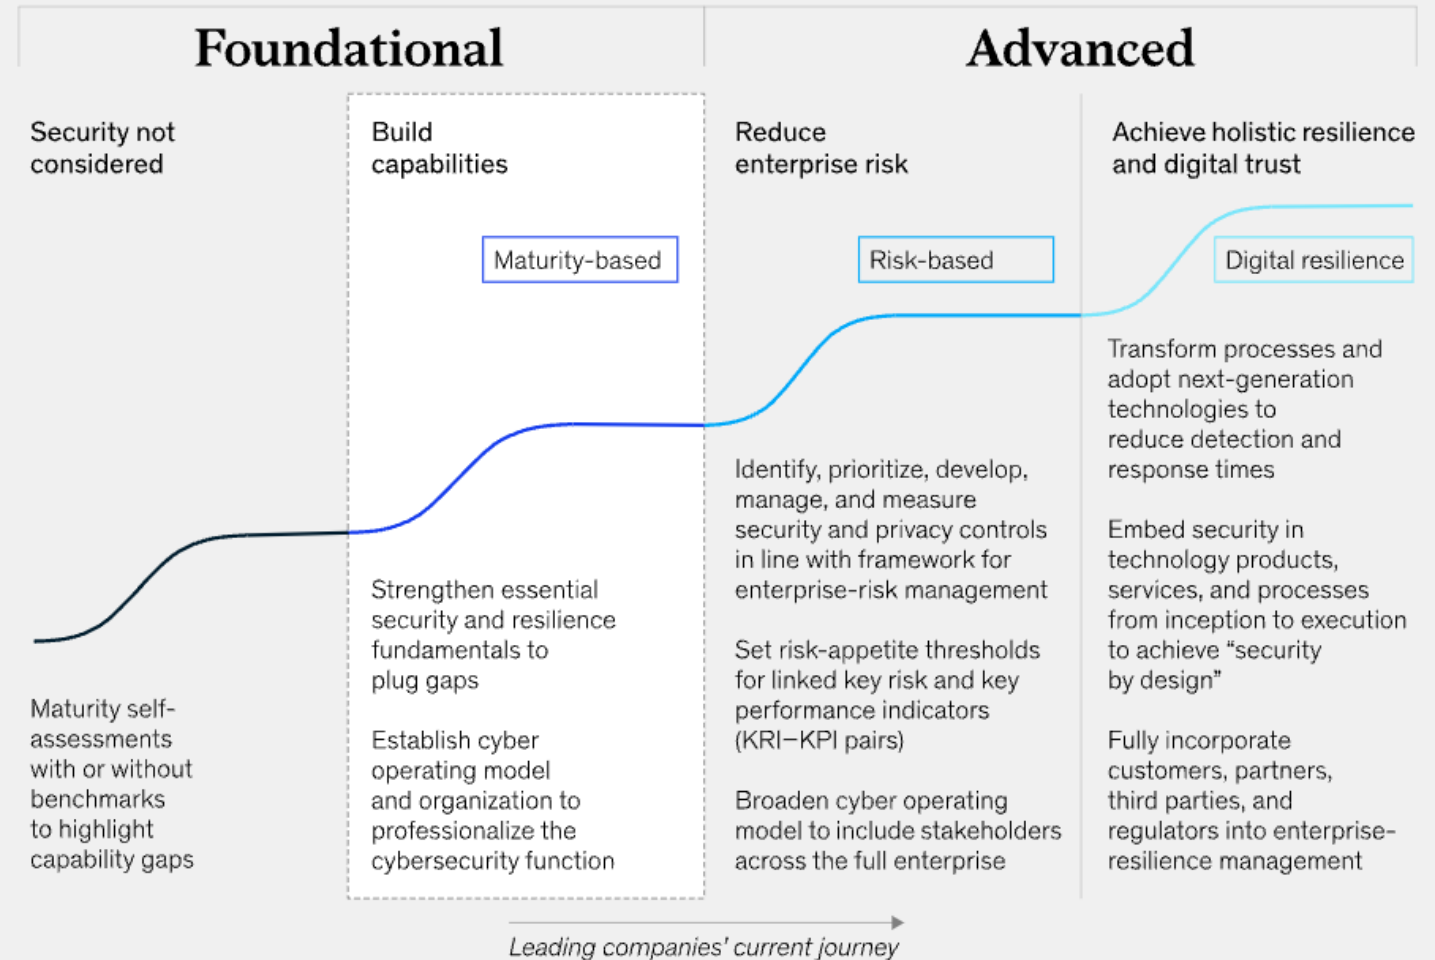 Foundational
Advanced
Security not
considered
Maturity self-
assessments
with or without
benchmarks
to highlight
capability gaps
Build
capabilities
Maturity-based
Strengthen essential
security and resilience
fundamentals to
plug gaps
Establish cyber
operating model
and organization to
professionalize the
cybersecurity function
Reduce
enterprise risk
Risk-based
Identify, prioritize, develop,
manage, and measure
security and privacy controls
in line with framework for
enterprise-risk management
Set risk-appetite thresholds
for linked key risk and key
performance indicators
(KRI–KPI pairs)
Broaden cyber operating
model to include stakeholders
across the full enterprise
Achieve holistic resilience
and digital trust
Digital resilience
Transform processes and
adopt next-generation
technologies to
reduce detection and
response times
Embed security in
technology products,
services, and processes
from inception to execution
to achieve “security
by design”
Fully incorporate
customers, partners,
third parties, and
regulators into enterprise-
resilience management
Leading companies' current journey